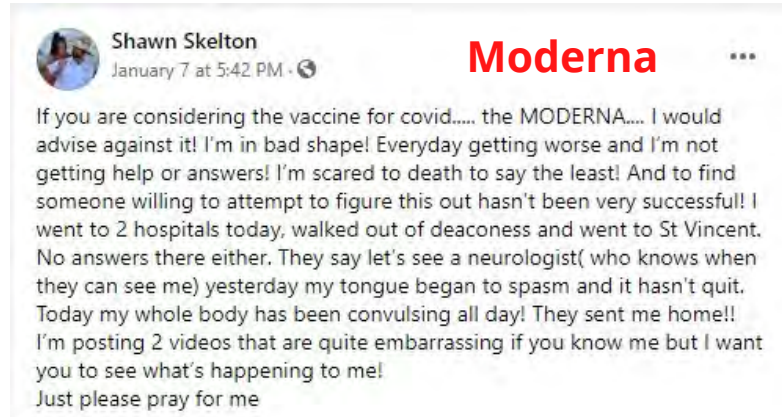 Shawn Skelton
Moderna
January 7 at 5:42 PM ·
If you are considering the vaccine for covid..... the MODERNA.... I would
advise against it! I'm in bad shape! Everyday getting worse and I'm not
getting help or answers! I'm scared to death to say the least! And to find
someone willing to attempt to figure this out hasn't been very successful! I
went to 2 hospitals today, walked out of deaconess and went to St Vincent.
No answers there either. They say let's see a neurologist( who knows when
they can see me) yesterday my tongue began to spasm and it hasn't quit.
Today my whole body has been convulsing all day! They sent me home!!
I'm posting 2 videos that are quite embarrassing if you know me but I want
you to see what's happening to me!
Just please pray for me